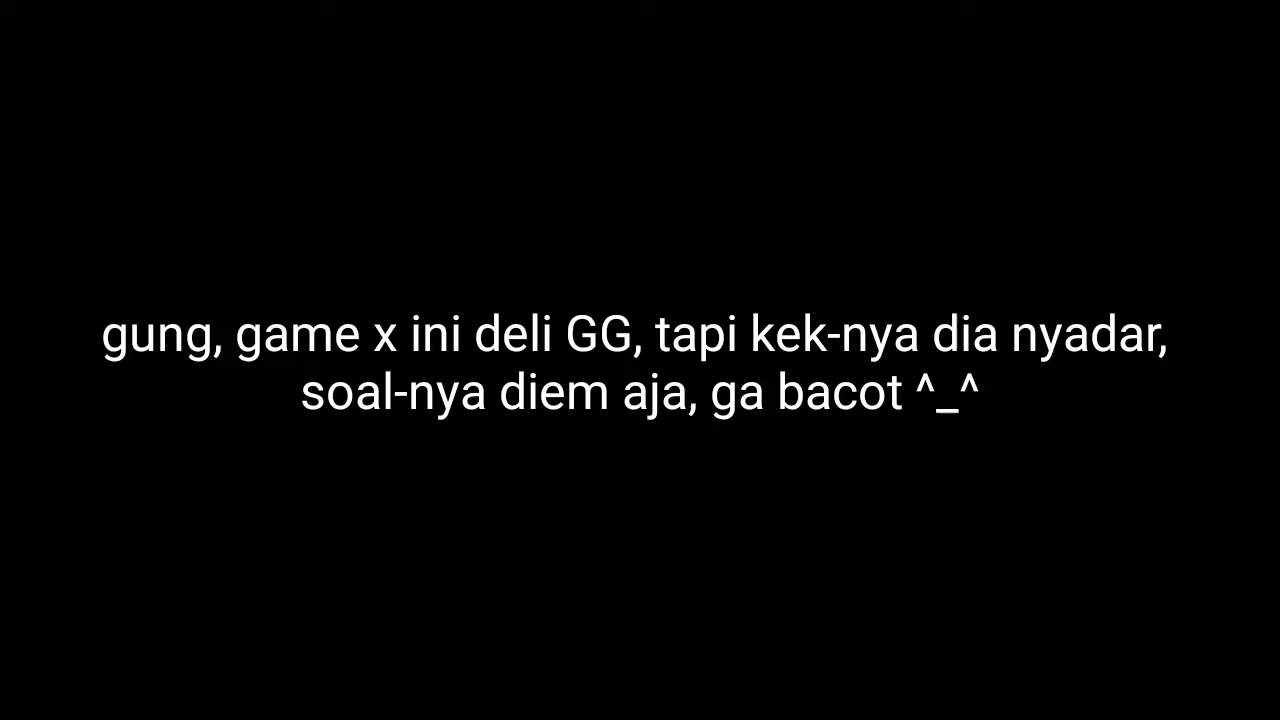 gung, game x ini deli GG, tapi kek-nya dia nyadar,
soal-nya diem aja, ga bacot ^_^